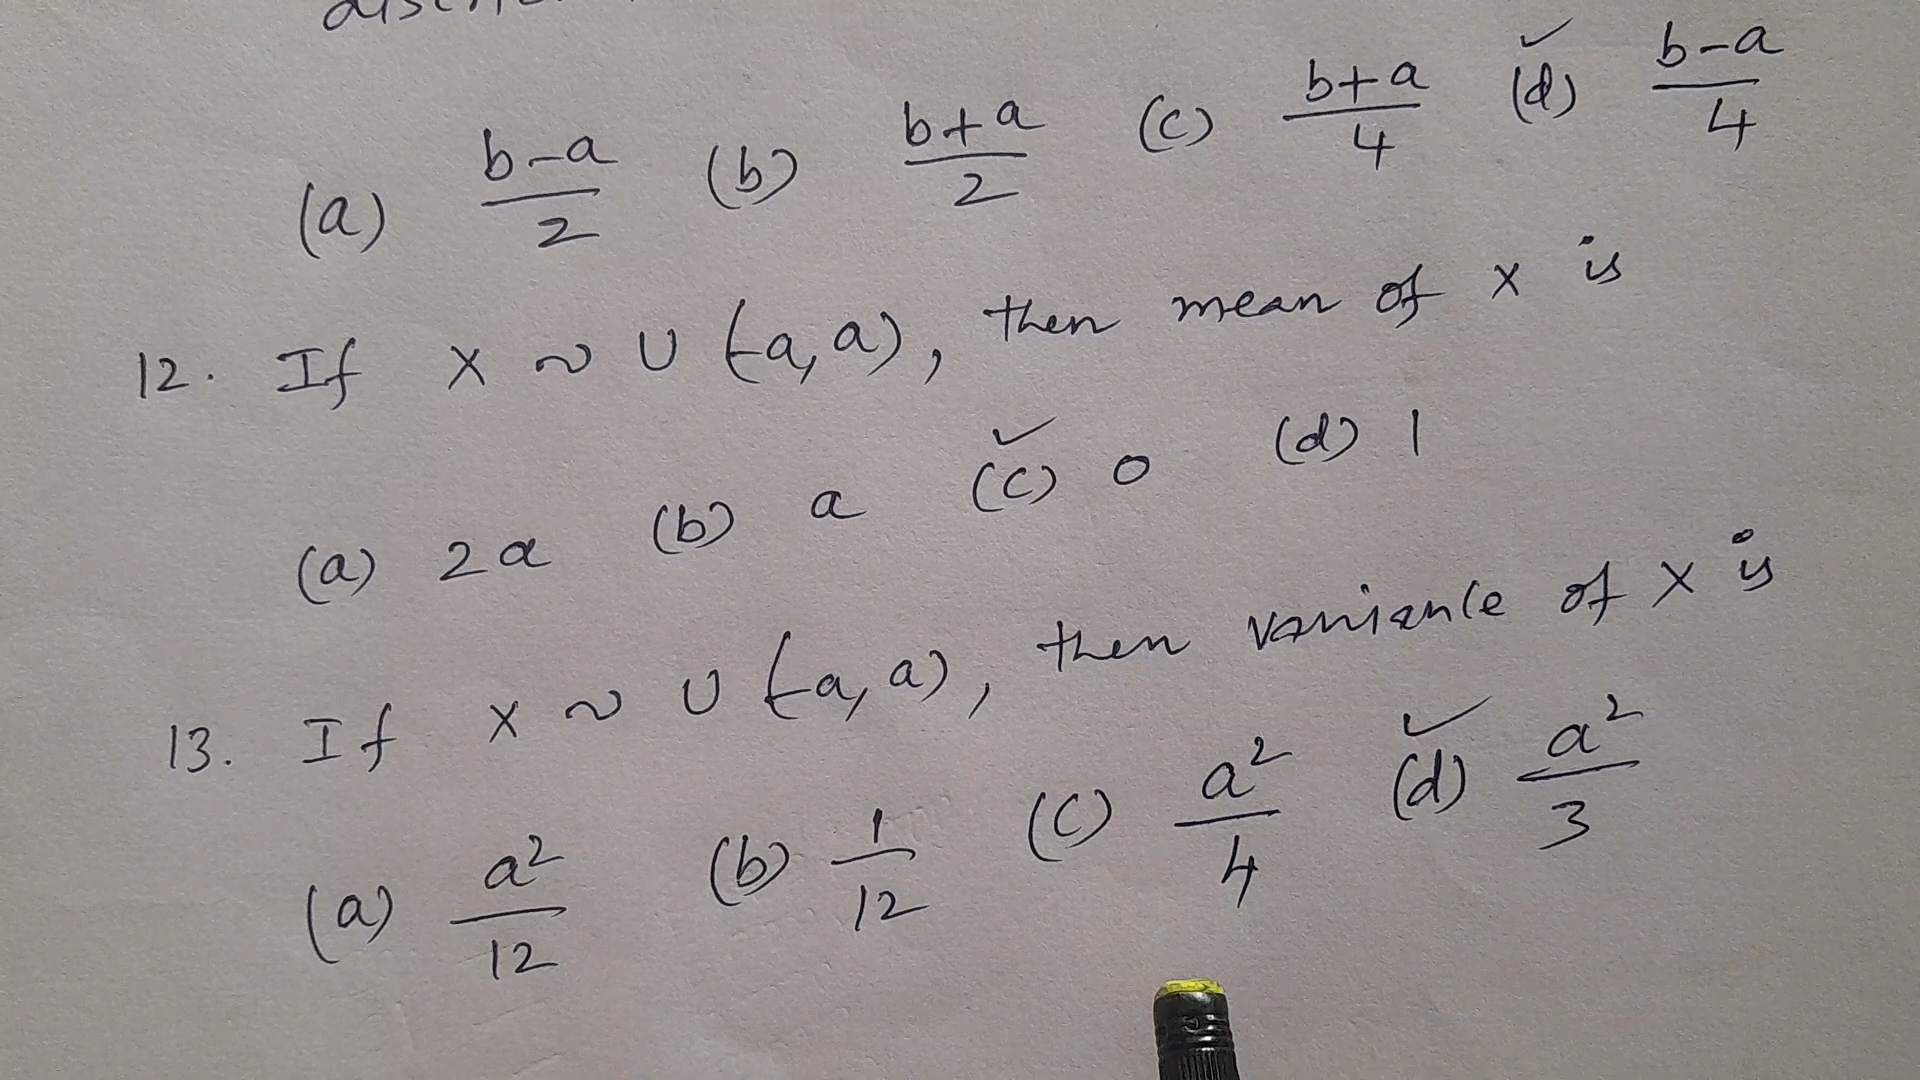 (a) b-a/2 (b) b+a/2 (c) b+a/4 ✓(d) b-a/4
12. If X ~ U (-a, a), then mean of X is
(a) 2a (b) a ✓(c) 0 (d) 1
13. If X ~ U (-a, a), then variance of X is
(a) a²/12 (b) 1/12 (c) a²/4 ✓(d) a²/3